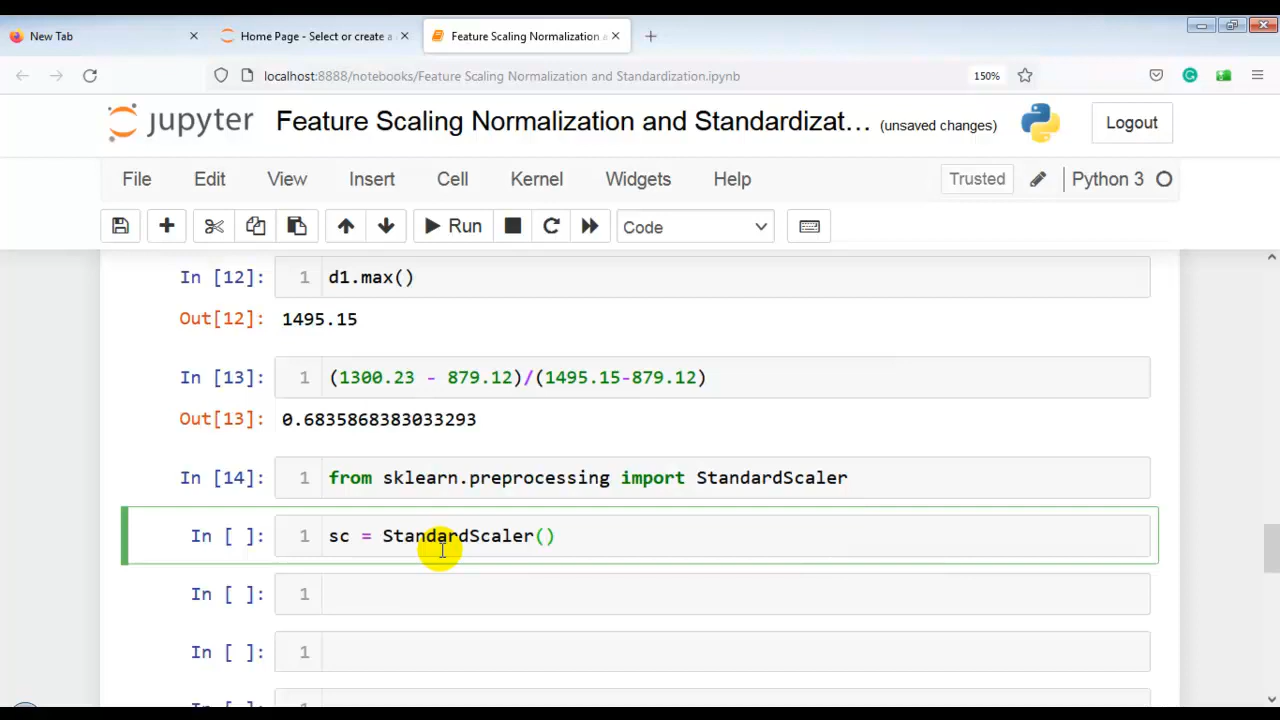 New Tab
Home Page - Select or create a
Feature Scaling Normalization a
localhost:8888/notebooks/Feature Scaling Normalization and Standardization.ipynb
150%
jupyter
Feature Scaling Normalization and Standardizat… (unsaved changes)
Logout
File Edit View Insert Cell Kernel Widgets Help
Trusted
Python 3
Run
Code
In [12]: 1 d1.max()
Out[12]: 1495.15
In [13]: 1 (1300.23 - 879.12)/(1495.15-879.12)
Out[13]: 0.6835868383033293
In [14]: 1 from sklearn.preprocessing import StandardScaler
In [ ]: 1 sc = StandardScaler()
In [ ]: 1
In [ ]: 1